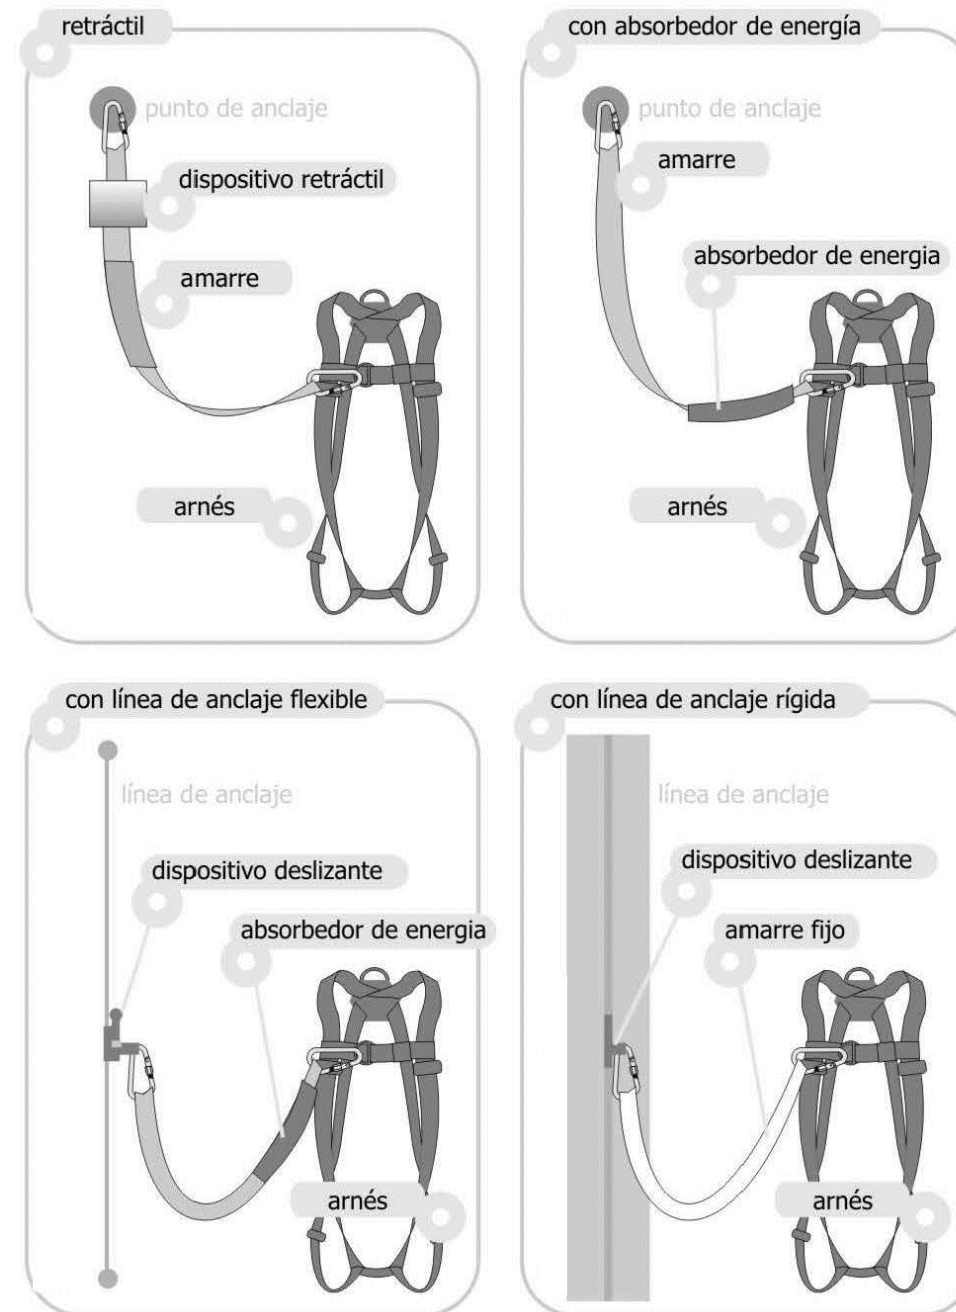 retráctil
punto de anclaje
dispositivo retráctil
amarre
arnés
con absorbedor de energía
punto de anclaje
amarre
absorbedor de energia
arnés
con línea de anclaje flexible
línea de anclaje
dispositivo deslizante
absorbedor de energia
arnés
con línea de anclaje rígida
línea de anclaje
dispositivo deslizante
amarre fijo
arnés